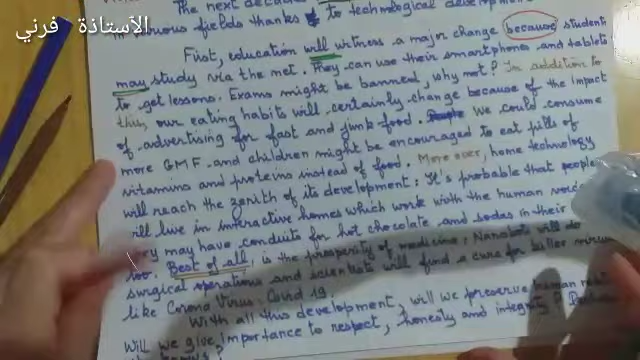 الأستاذة فرني
The next decades
in various fields thanks to technological development
First, education will witness a major change because students
may study via the net. They can use their smartphones and tablets
to get lessons. Exams might be banned, why not? In addition to
this, our eating habits will certainly change because of the impact
of advertising for fast and junk food. We could consume
more GMF and children might be encouraged to eat pills of
vitamins and proteins instead of food. More over, home technology
will reach the zenith of its development: It's probable that people
will live in interactive homes which work with the human voice
may have conduits for hot chocolate and sodas in their
too. Best of all, is the prosperity of medicine: Nanobots will do
surgical operations and scientists will find a cure for killer
like Corona Virus. Covid 19
With all this development, will we preserve human
Will we give importance to respect, honesty and integrity?